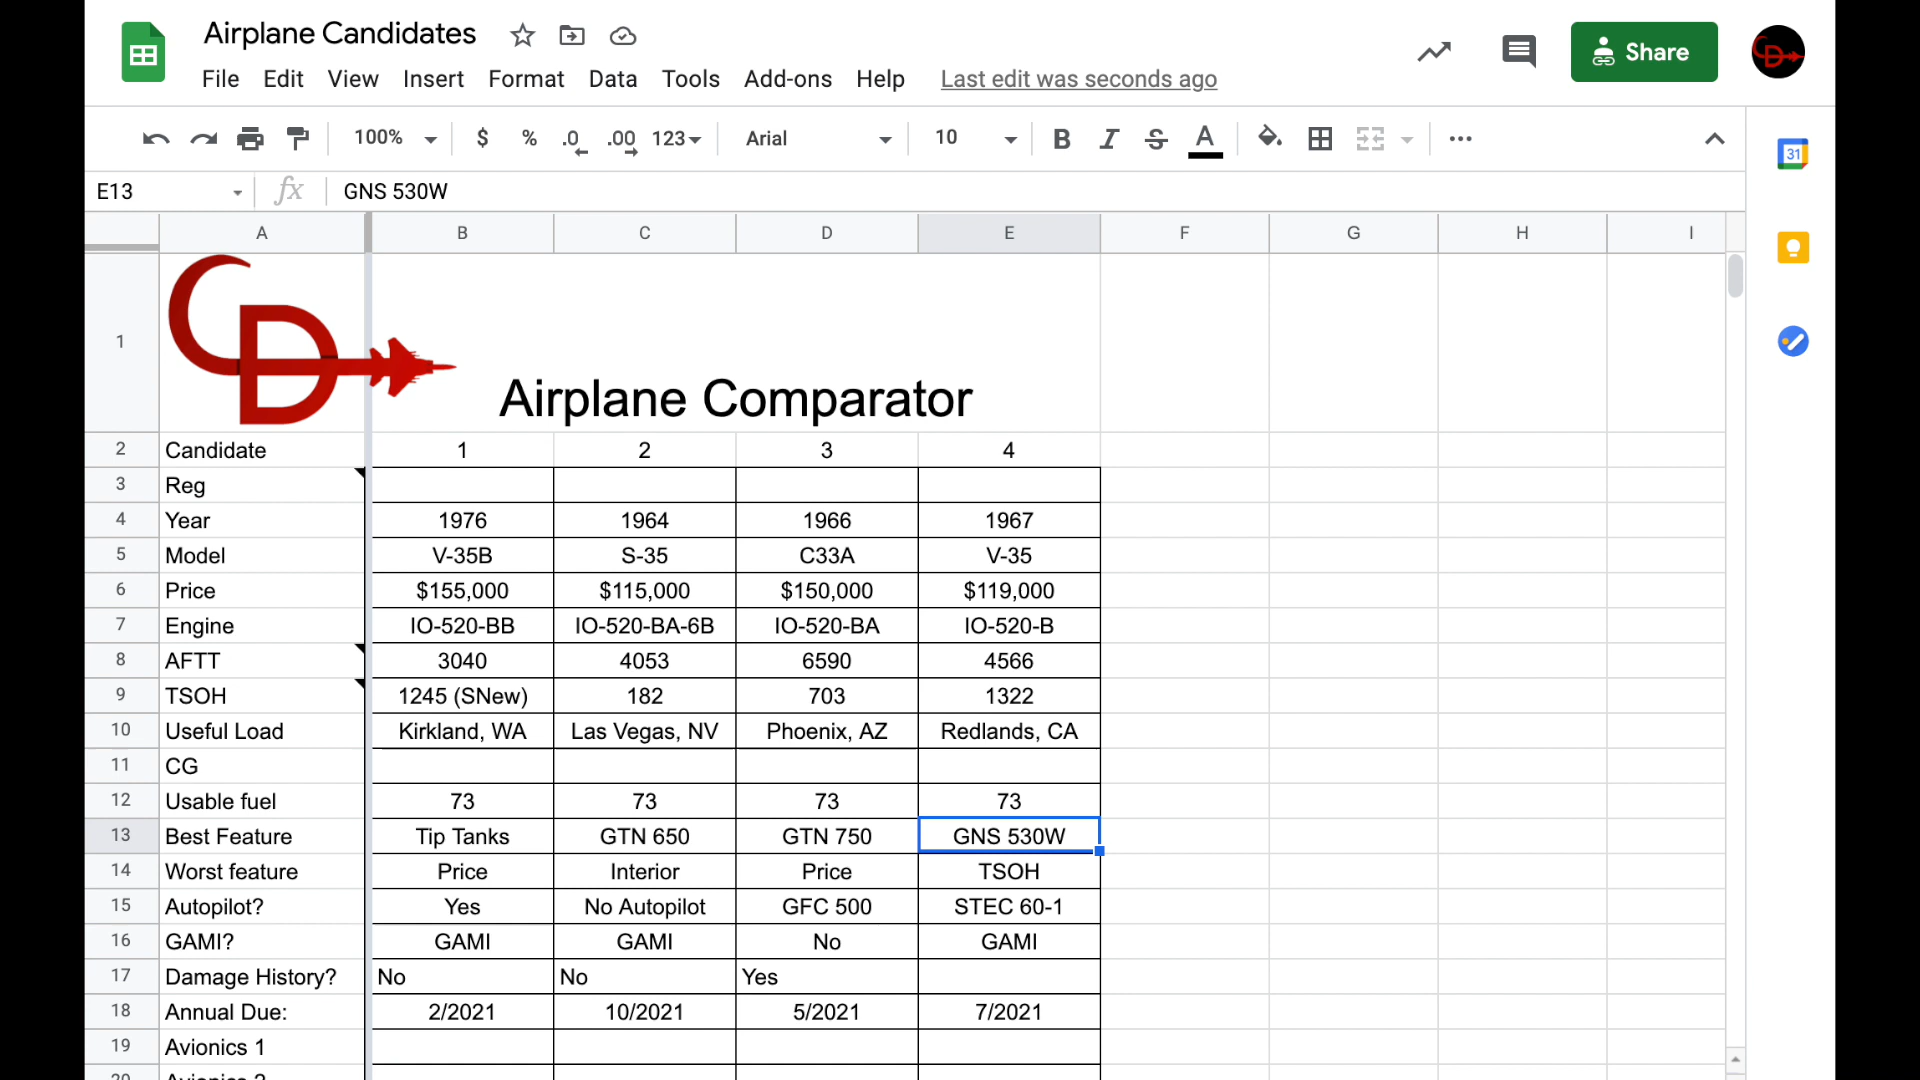 Airplane Candidates
File Edit View Insert Format Data Tools Add-ons Help Last edit was seconds ago
Share
100% $ % .0 .00 123 Arial 10 B I S A
31
E13 fx GNS 530W
A B C D E F G H I
1 CD Airplane Comparator
2 Candidate 1 2 3 4
3 Reg
4 Year 1976 1964 1966 1967
5 Model V-35B S-35 C33A V-35
6 Price $155,000 $115,000 $150,000 $119,000
7 Engine IO-520-BB IO-520-BA-6B IO-520-BA IO-520-B
8 AFTT 3040 4053 6590 4566
9 TSOH 1245 (SNew) 182 703 1322
10 Useful Load Kirkland, WA Las Vegas, NV Phoenix, AZ Redlands, CA
11 CG
12 Usable fuel 73 73 73 73
13 Best Feature Tip Tanks GTN 650 GTN 750 GNS 530W
14 Worst feature Price Interior Price TSOH
15 Autopilot? Yes No Autopilot GFC 500 STEC 60-1
16 GAMI? GAMI GAMI No GAMI
17 Damage History? No No Yes
18 Annual Due: 2/2021 10/2021 5/2021 7/2021
19 Avionics 1
20 Avionics 2